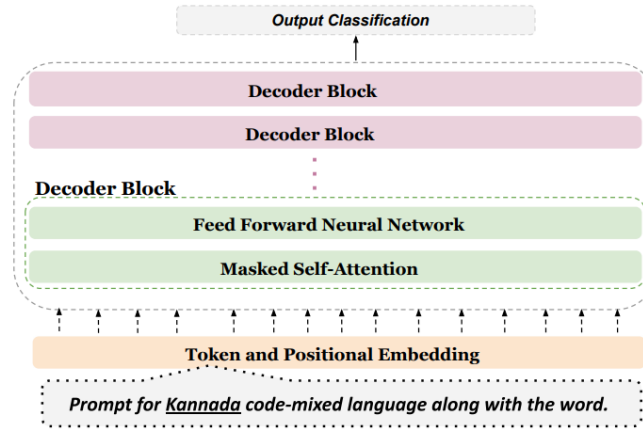 Output Classification
Decoder Block
Decoder Block
Decoder Block
Feed Forward Neural Network
Masked Self-Attention
Token and Positional Embedding
Prompt for Kannada code-mixed language along with the word.